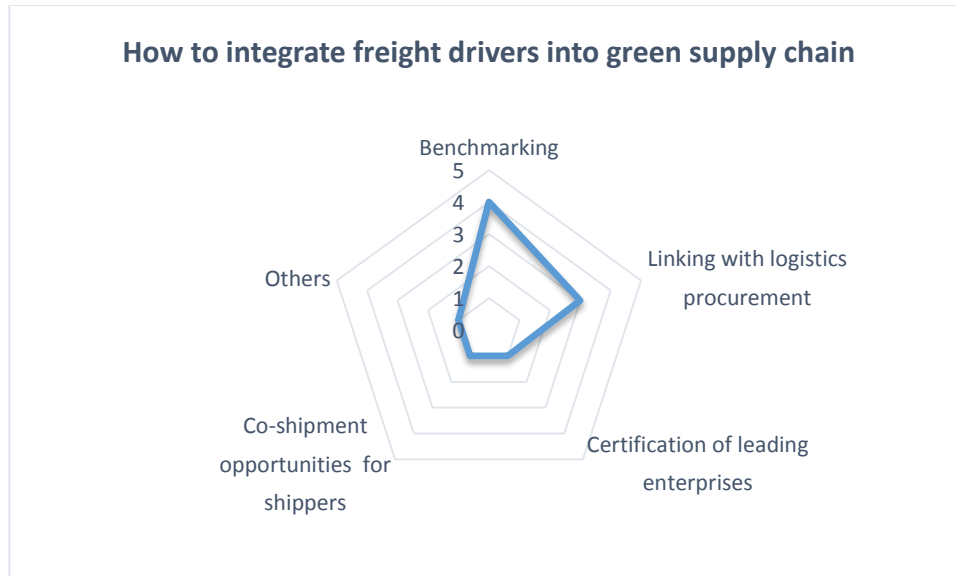 How to integrate freight drivers into green supply chain
Benchmarking
5
4
3
2
1
0
Linking with logistics
procurement
Certification of leading
enterprises
Co-shipment
opportunities for
shippers
Others